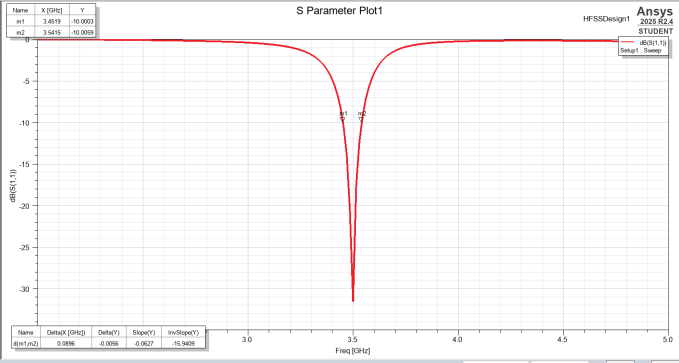 S Parameter Plot1
HFSSDesign1
Ansys
2025 R2.4
STUDENT
Name X [GHz] Y
m1 3.4519 -10.0003
m2 3.5415 -10.0059
dB(S(1,1))
Setup1 : Sweep
0
-5
-10
-15
-20
-25
-30
dB(S(1,1))
m1
m2
Name Delta(X [GHz]) Delta(Y) Slope(Y) InvSlope(Y)
d(m1,m2) 0.0896 -0.0056 -0.0627 -15.9409
3.0 3.5 4.0 4.5 5.0
Freq [GHz]